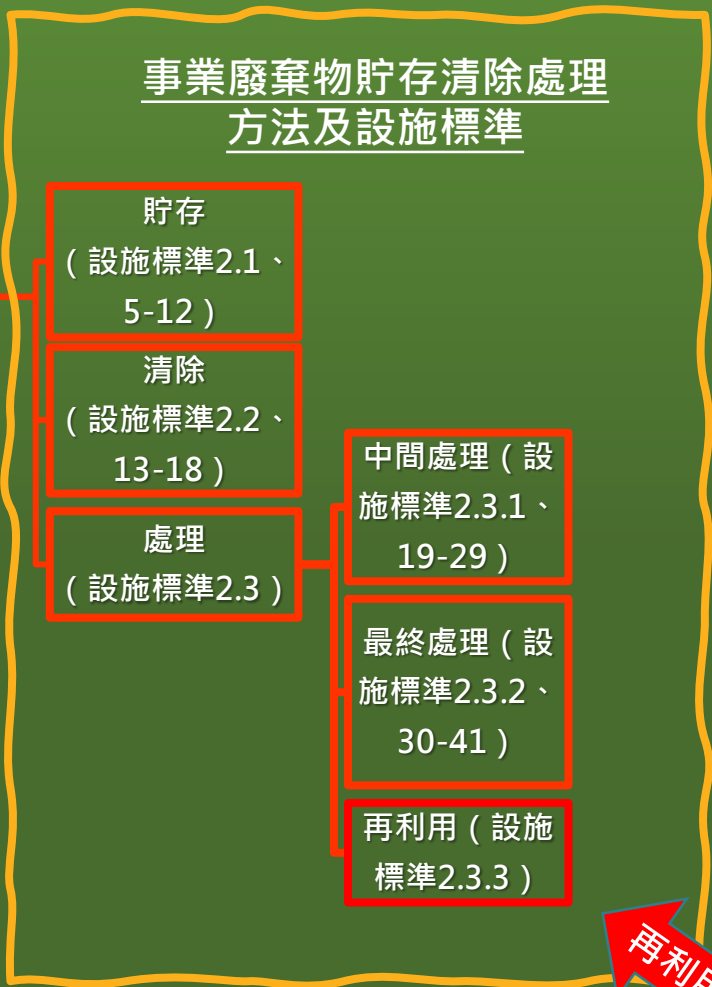 事業廢棄物貯存清除處理
方法及設施標準
貯存
（設施標準2.1、
5-12）
清除
（設施標準2.2、
13-18）
處理
（設施標準2.3）
中間處理（設
施標準2.3.1、
19-29）
最終處理（設
施標準2.3.2、
30-41）
再利用（設施
標準2.3.3）
再利用